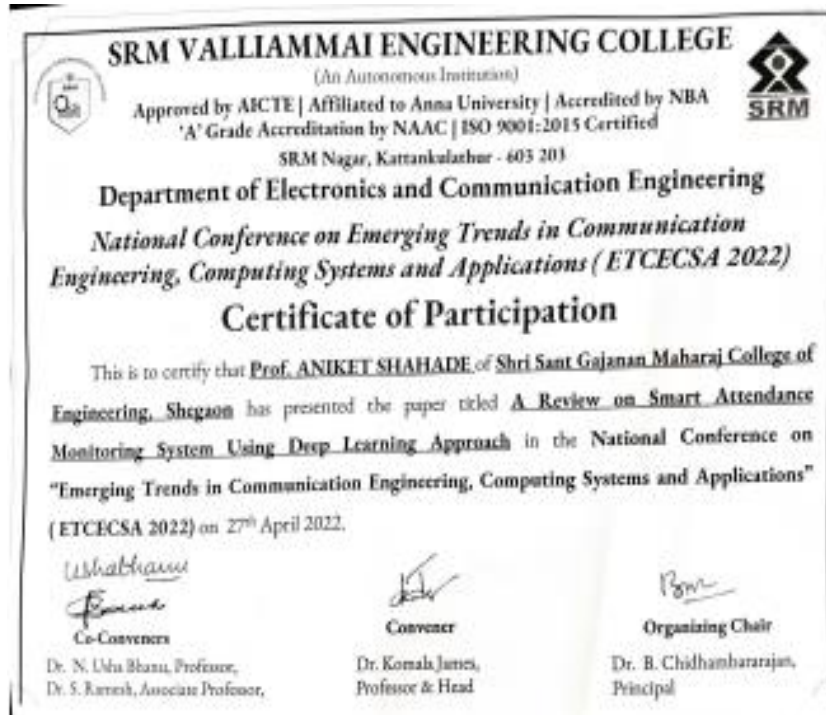 SRM VALLIAMMAI ENGINEERING COLLEGE
(An Autonomous Institution)
Approved by AICTE | Affiliated to Anna University | Accredited by NBA
'A' Grade Accreditation by NAAC | ISO 9001:2015 Certified
SRM Nagar, Kattankulathur - 603 203
SRM
Department of Electronics and Communication Engineering
National Conference on Emerging Trends in Communication
Engineering, Computing Systems and Applications ( ETCECSA 2022)
Certificate of Participation
This is to certify that Prof. ANIKET SHAHADE of Shri Sant Gajanan Maharaj College of
Engineering, Shegaon has presented the paper titled A Review on Smart Attendance
Monitoring System Using Deep Learning Approach in the National Conference on
"Emerging Trends in Communication Engineering, Computing Systems and Applications"
( ETCECSA 2022) on 27th April 2022.
Ushabhanu
Co-Conveners
Dr. N. Usha Bhanu, Professor,
Dr. S. Ramesh, Associate Professor,
Convener
Dr. Komala James,
Professor & Head
Organizing Chair
Dr. B. Chidhambararajan,
Principal